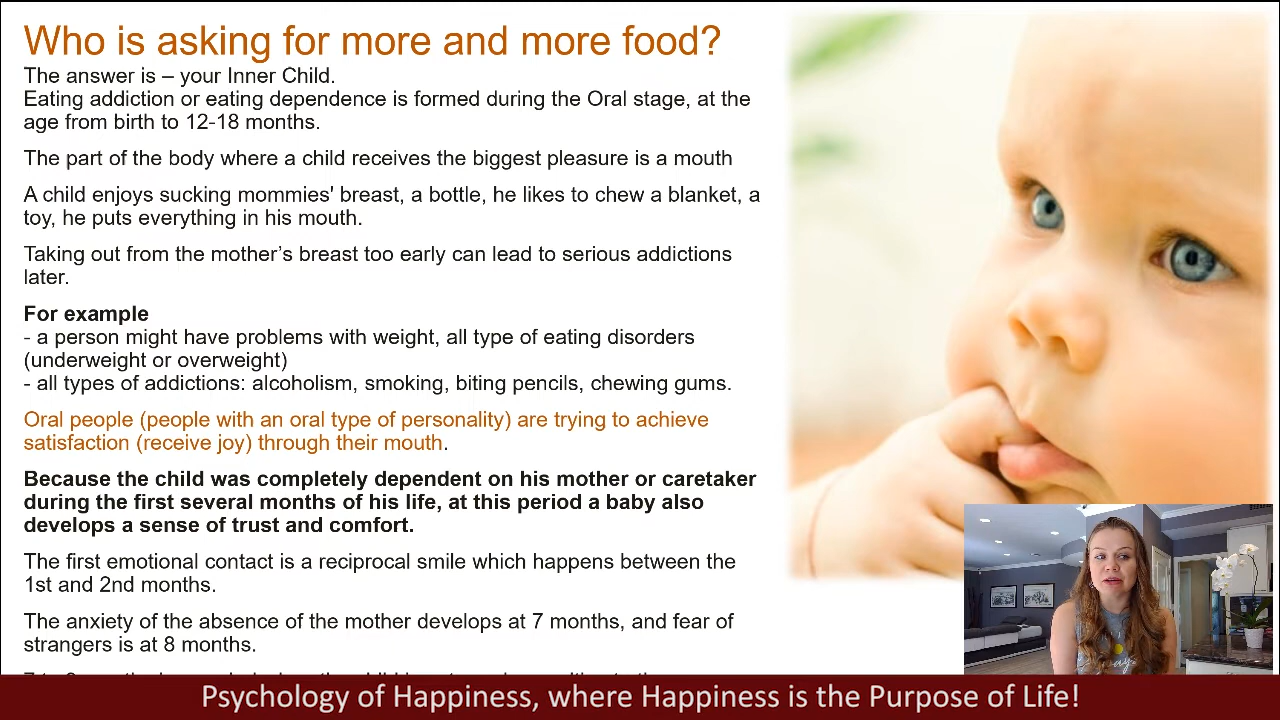 Who is asking for more and more food?
The answer is – your Inner Child.
Eating addiction or eating dependence is formed during the Oral stage, at the
age from birth to 12-18 months.
The part of the body where a child receives the biggest pleasure is a mouth
A child enjoys sucking mommies' breast, a bottle, he likes to chew a blanket, a
toy, he puts everything in his mouth.
Taking out from the mother’s breast too early can lead to serious addictions
later.
For example
- a person might have problems with weight, all type of eating disorders
(underweight or overweight)
- all types of addictions: alcoholism, smoking, biting pencils, chewing gums.
Oral people (people with an oral type of personality) are trying to achieve
satisfaction (receive joy) through their mouth.
Because the child was completely dependent on his mother or caretaker
during the first several months of his life, at this period a baby also
develops a sense of trust and comfort.
The first emotional contact is a reciprocal smile which happens between the
1st and 2nd months.
The anxiety of the absence of the mother develops at 7 months, and fear of
strangers is at 8 months.
Psychology of Happiness, where Happiness is the Purpose of Life!